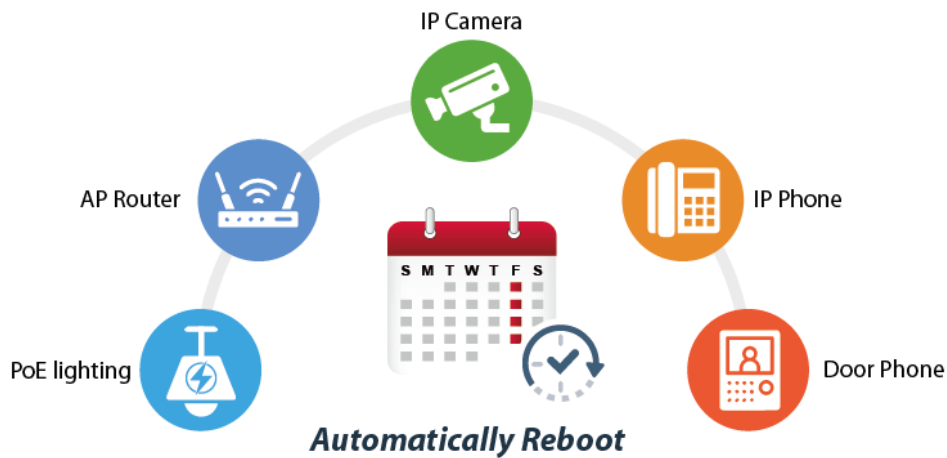 IP Camera
AP Router
IP Phone
S M T W T F S
PoE lighting
Door Phone
Automatically Reboot